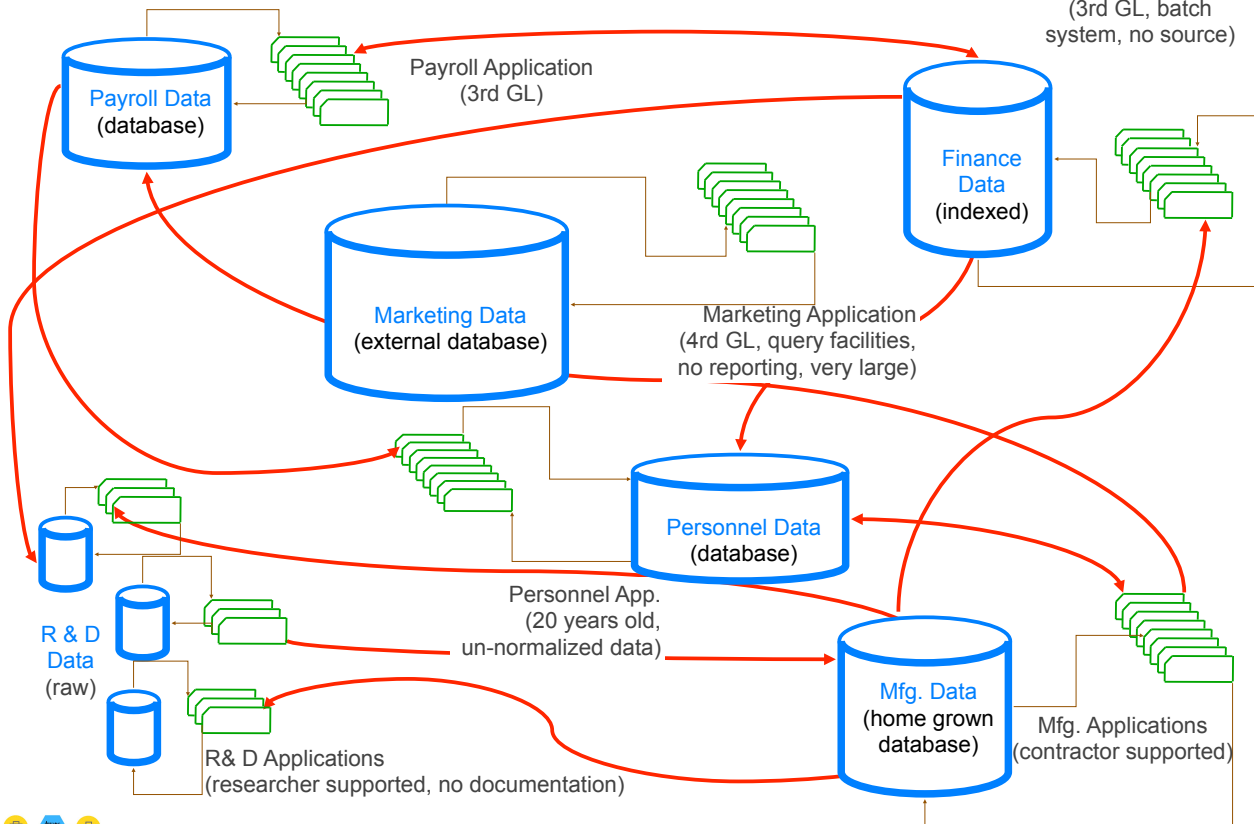 (3rd GL, batch
system, no source)
Payroll Application
(3rd GL)
Payroll Data
(database)
Finance
Data
(indexed)
Marketing Data
(external database)
Marketing Application
(4rd GL, query facilities,
no reporting, very large)
Personnel Data
(database)
Personnel App.
(20 years old,
un-normalized data)
R & D
Data
(raw)
Mfg. Data
(home grown
database)
Mfg. Applications
(contractor supported)
R& D Applications
(researcher supported, no documentation)